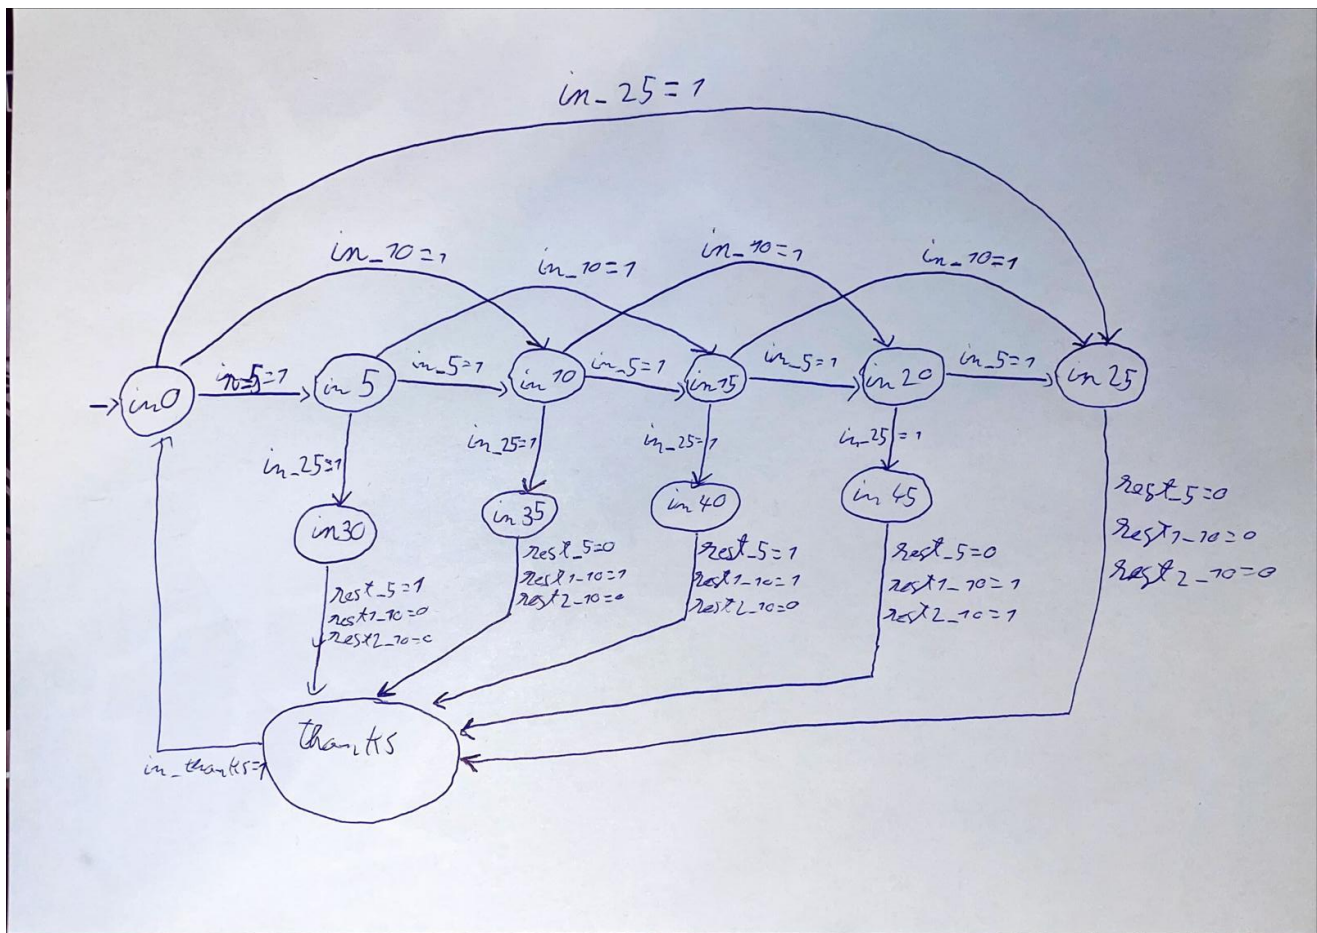 in_25=1
in_10=1
in_10=1
in_10=1
in_10=1
in_5=1
in_5=1
in_5=1
in_5=1
in_5=1
in0
in 5
in 10
in 15
in 20
in 25
in_25=1
in_25=1
in_25=1
in_25=1
in30
in35
in 40
in 45
rest_5=1
rest1_10=0
rest2_10=0
rest_5=0
rest1_10=1
rest2_10=0
rest_5=1
rest1_10=1
rest2_10=0
rest_5=0
rest1_10=1
rest2_10=1
rest_5=0
rest1_10=0
rest2_10=0
thanks
in_thanks=1